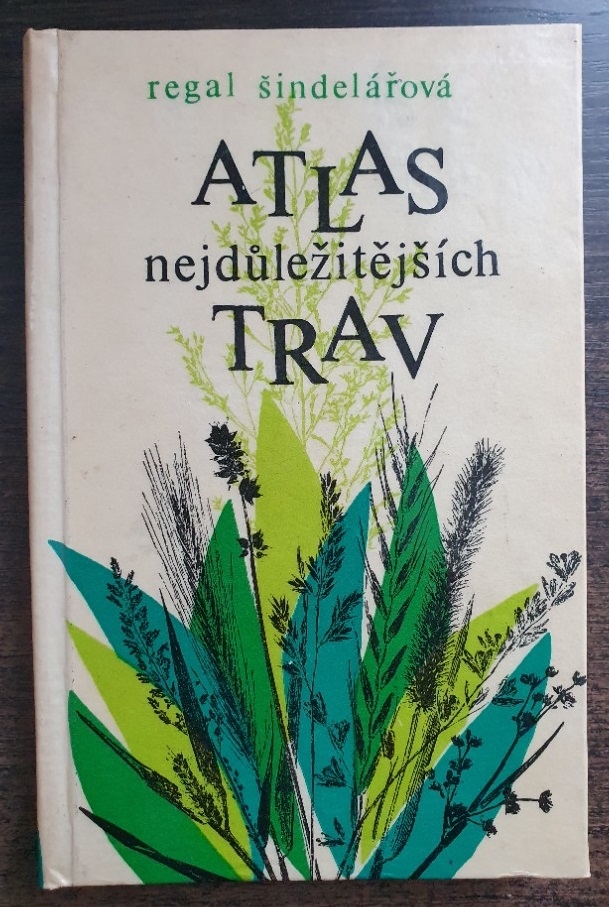 regal šindelářová
ATLAS
nejdůležitějších
TRAV